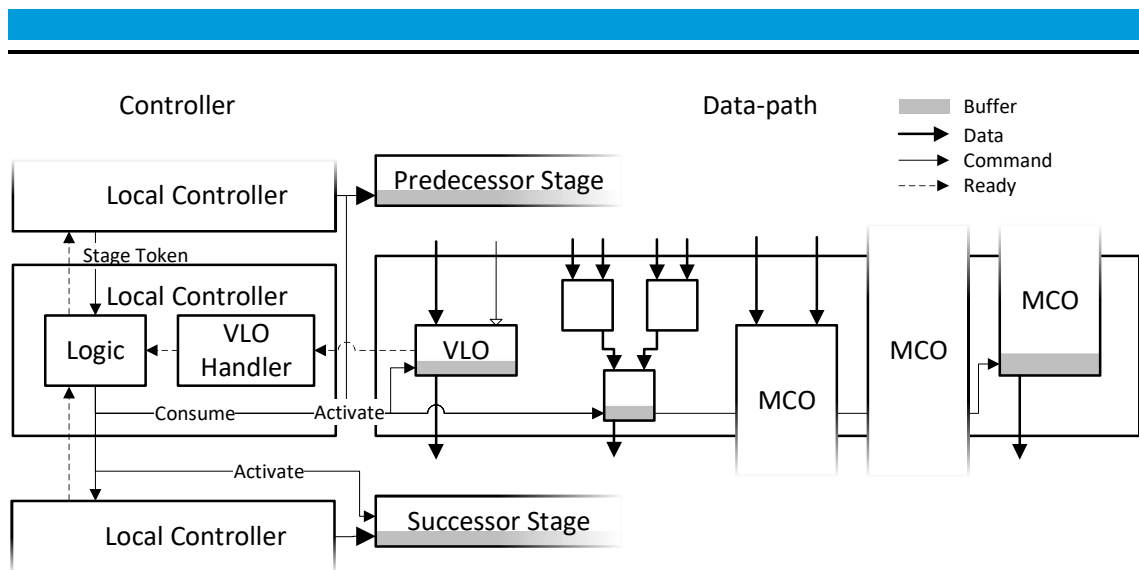 Controller
Data-path
Buffer
Data
Command
Ready
Local Controller
Predecessor Stage
Stage Token
Local Controller
Logic
VLO
Handler
VLO
MCO
MCO
MCO
Consume
Activate
Activate
Local Controller
Successor Stage